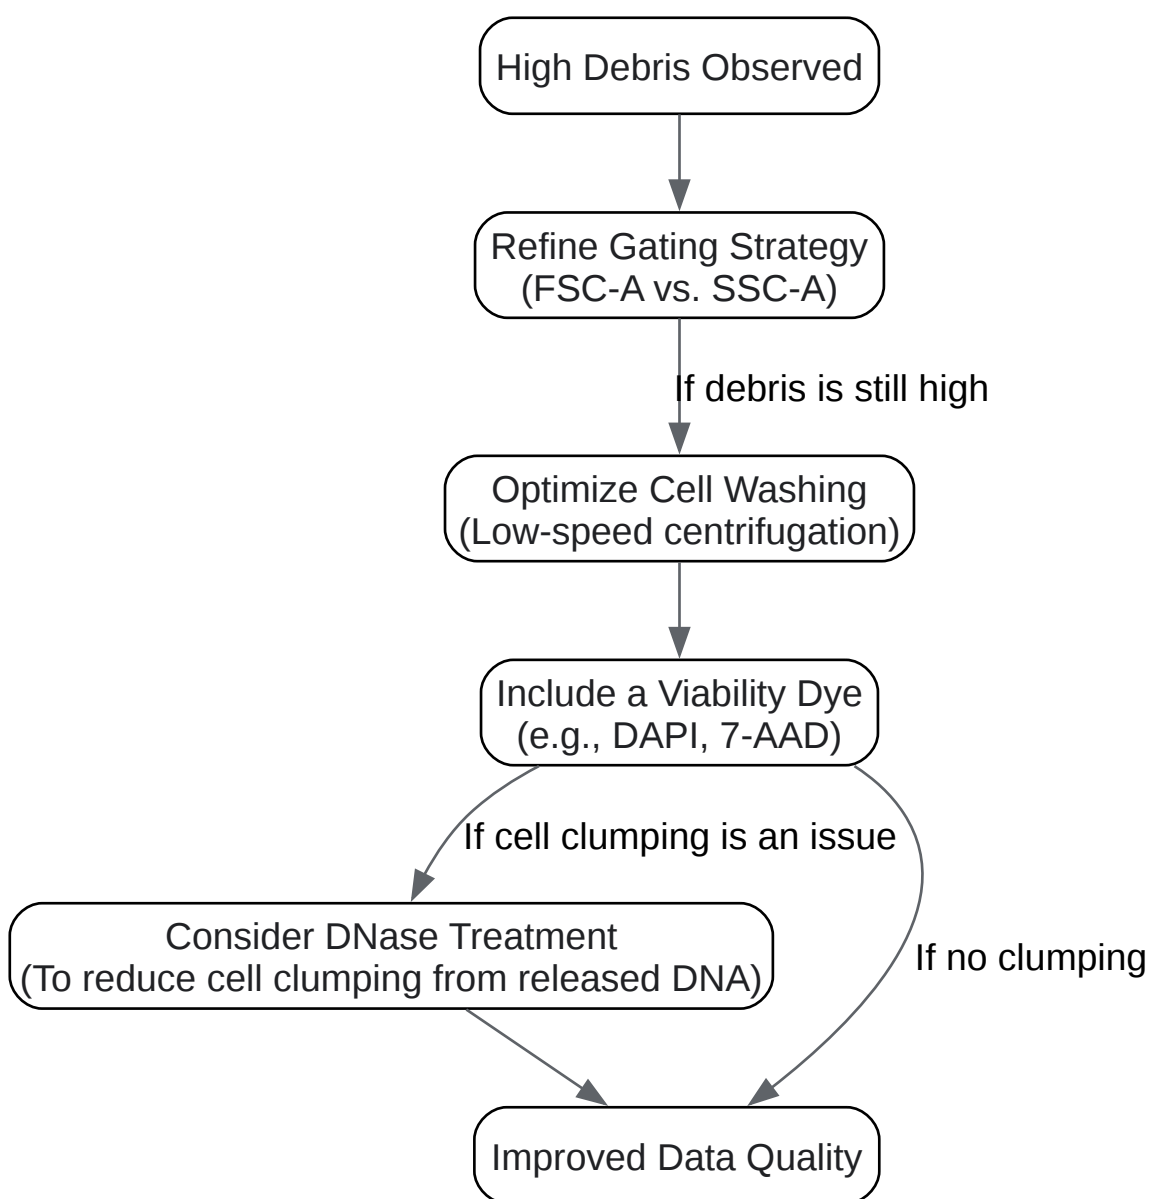 High Debris Observed
Refine Gating Strategy
(FSC-A vs. SSC-A)
If debris is still high
Optimize Cell Washing
(Low-speed centrifugation)
Include a Viability Dye
(e.g., DAPI, 7-AAD)
If cell clumping is an issue
Consider DNase Treatment
(To reduce cell clumping from released DNA)
If no clumping
Improved Data Quality